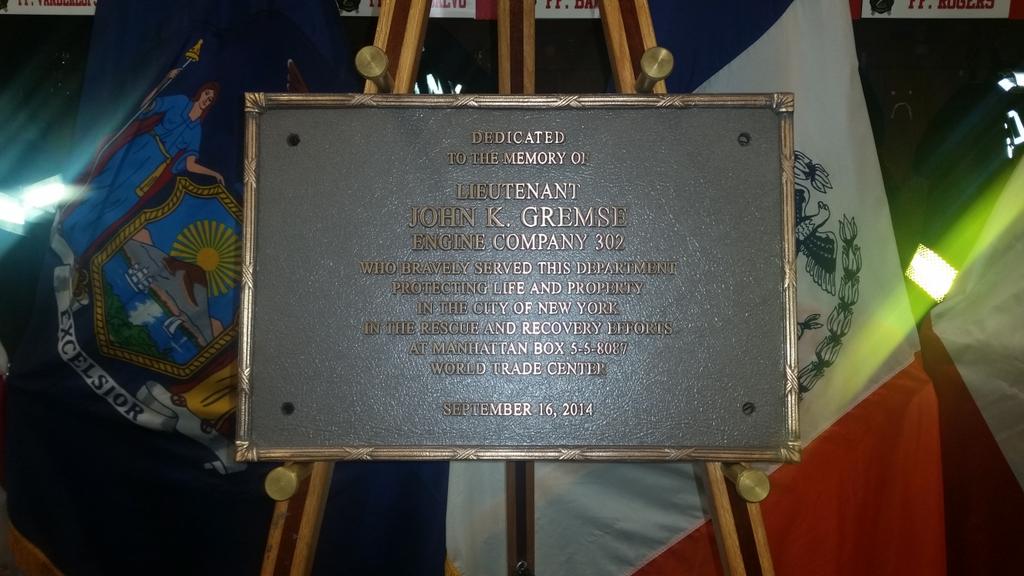 FF. ROGERS
DEDICATED
TO THE MEMORY OF
LIEUTENANT
JOHN K. GREMSE
ENGINE COMPANY 302
WHO BRAVELY SERVED THIS DEPARTMENT
PROTECTING LIFE AND PROPERTY
IN THE CITY OF NEW YORK
IN THE RESCUE AND RECOVERY EFFORTS
AT MANHATTAN BOX 5-5-8087
WORLD TRADE CENTER
SEPTEMBER 16, 2014
EXCELSIOR